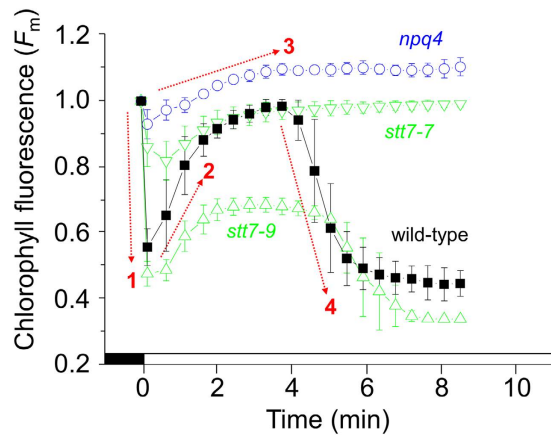 Chlorophyll fluorescence (Fm)
1.2
1.0
0.8
0.6
0.4
0.2
3
npq4
stt7-7
2
stt7-9
wild-type
1
4
0 2 4 6 8 10
Time (min)